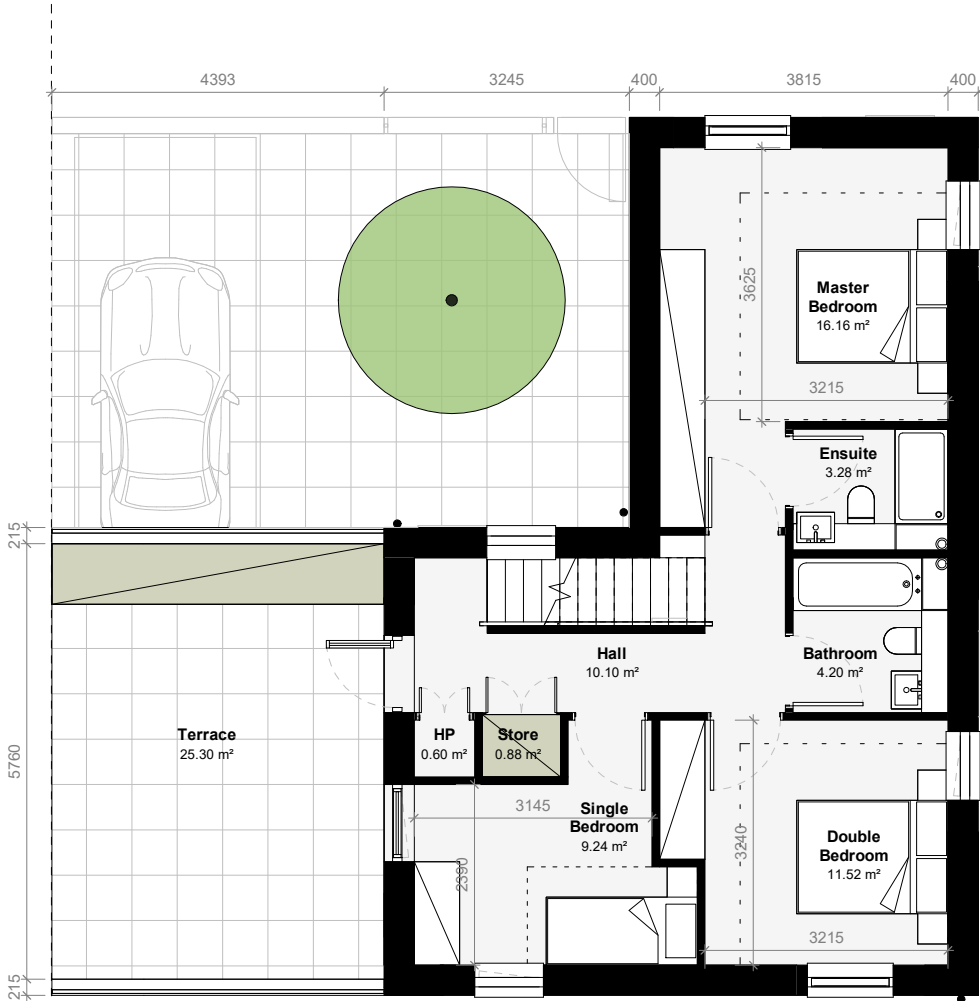 4393
3245
400
3815
400
3625
Master
Bedroom
16.16 m²
3215
Ensuite
3.28 m²
215
Hall
10.10 m²
Bathroom
4.20 m²
Terrace
25.30 m²
HP
0.60 m²
Store
0.88 m²
5760
3145
Single
Bedroom
9.24 m²
2390
3240
Double
Bedroom
11.52 m²
3215
215